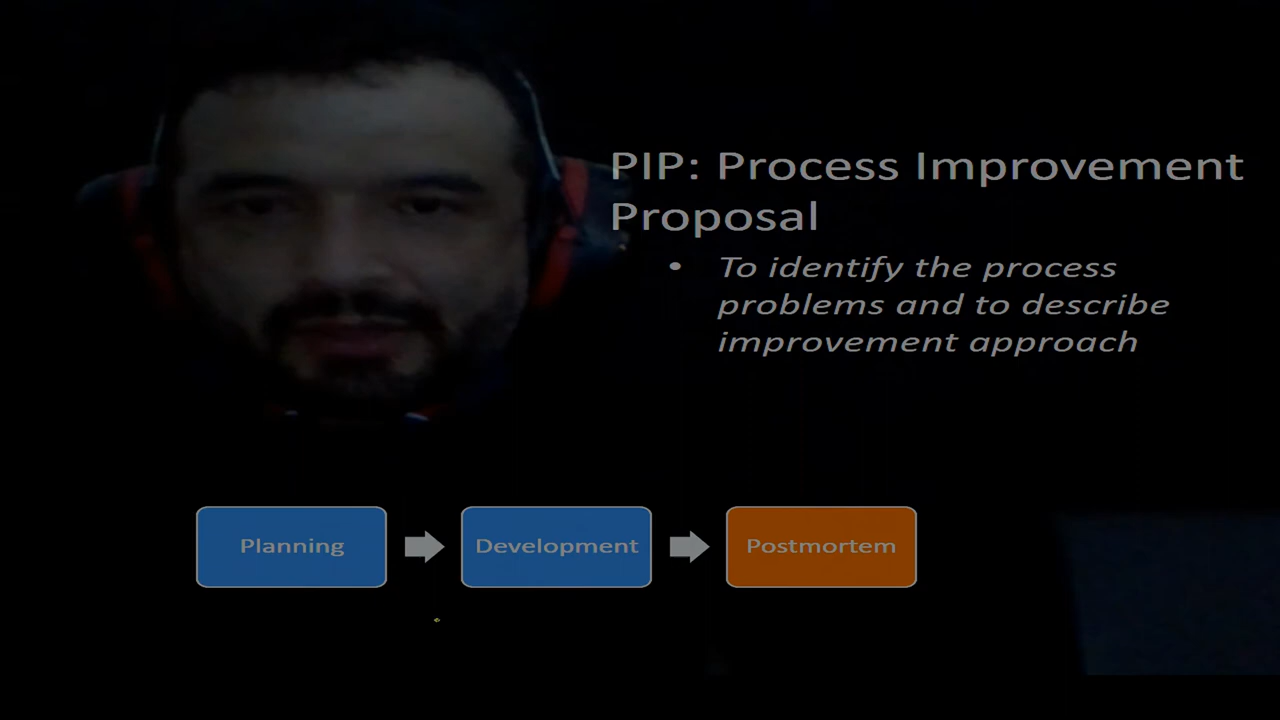 PIP: Process Improvement
Proposal
• To identify the process
problems and to describe
improvement approach
Planning
Development
Postmortem